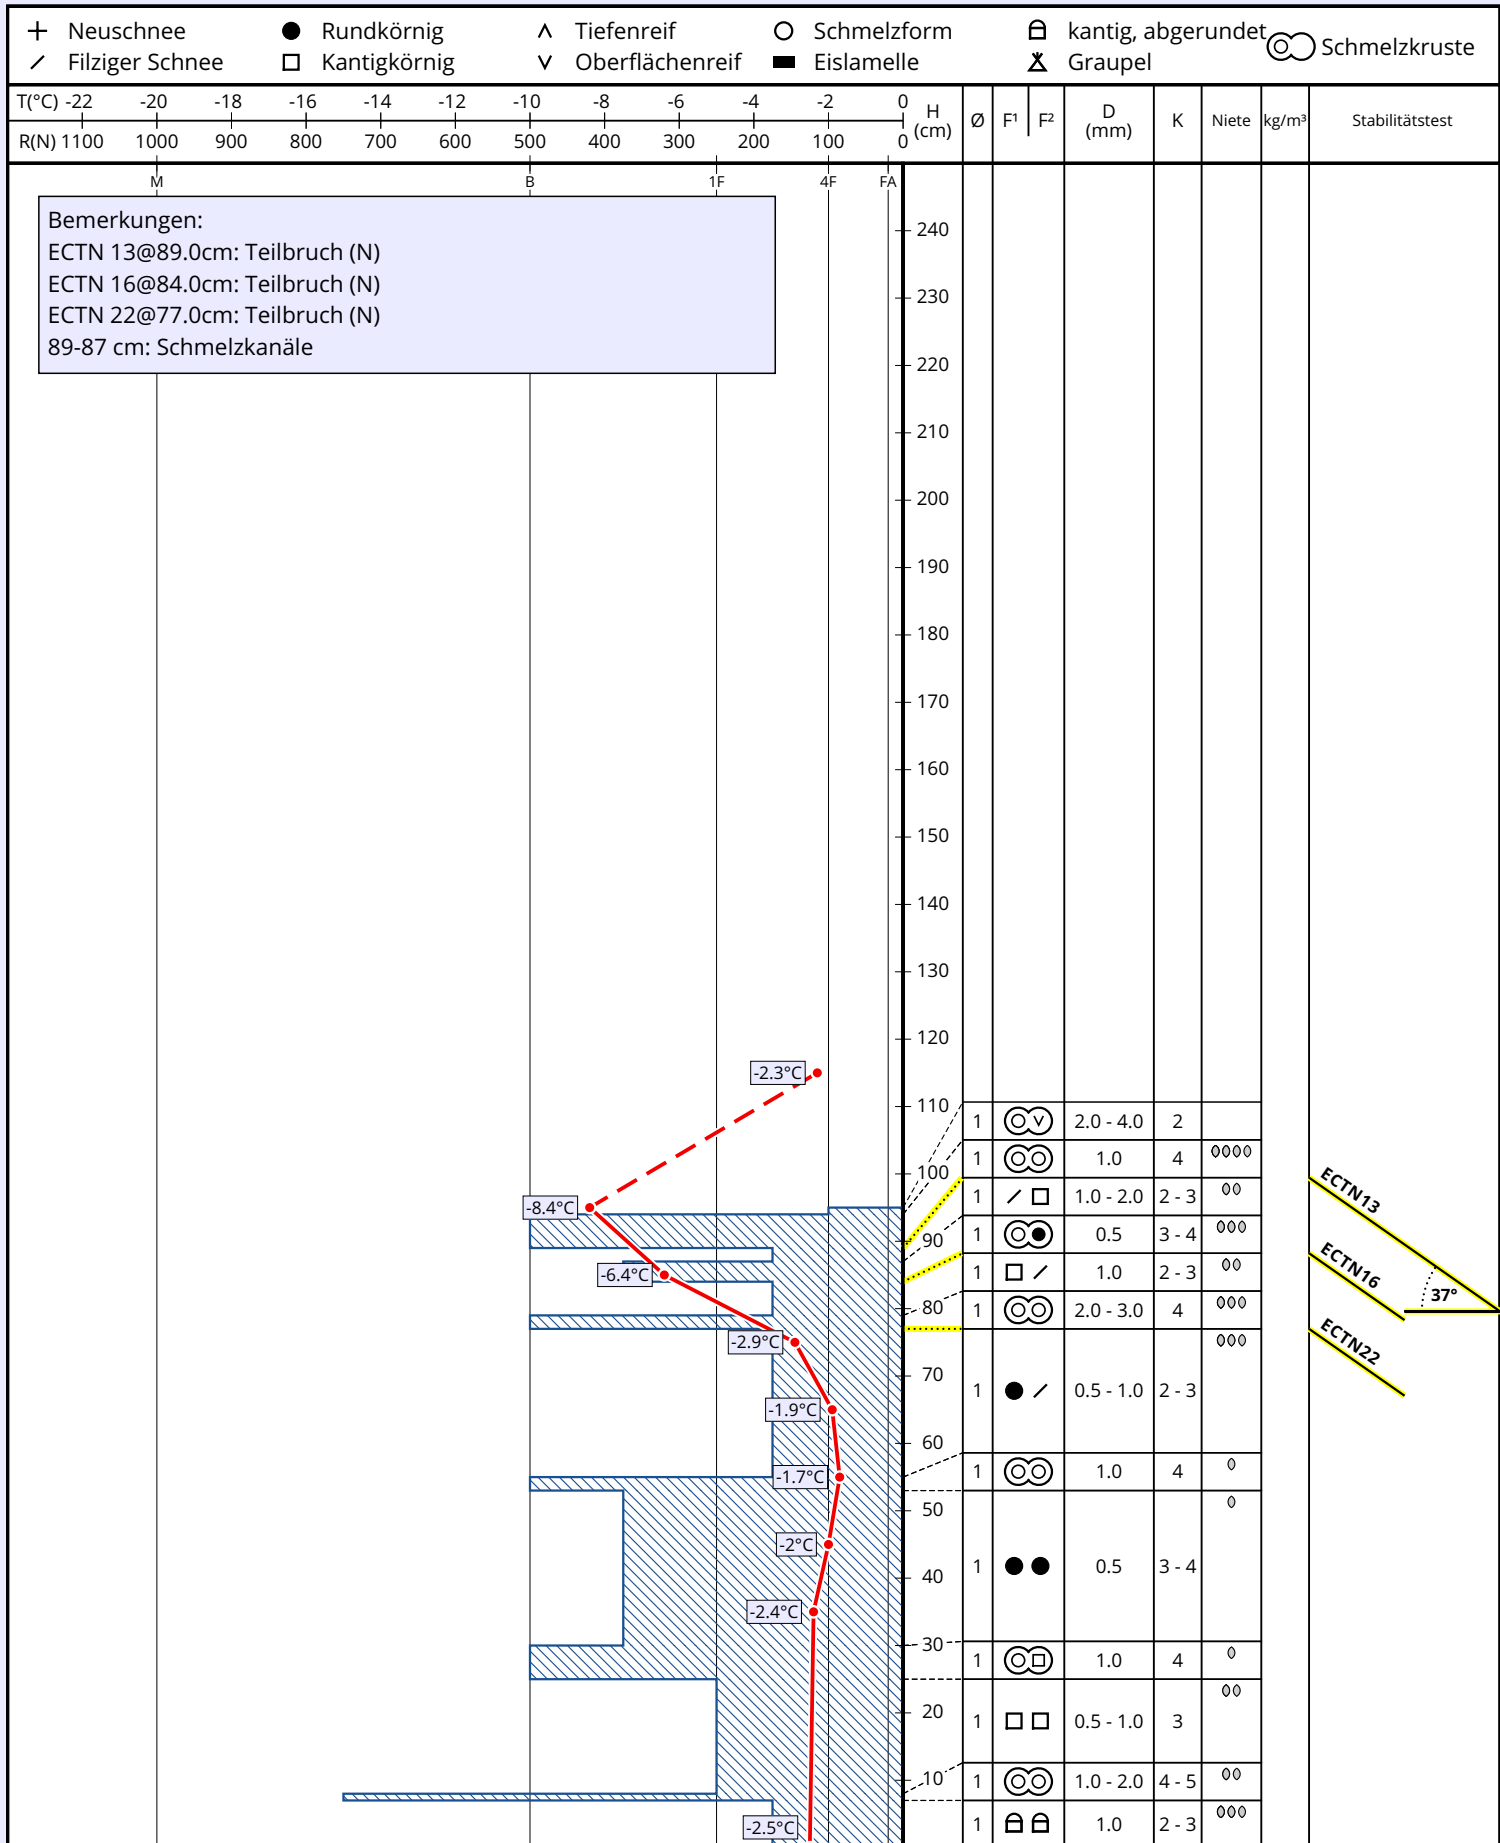 Neuschnee Rundkörnig Tiefenreif Schmelzform kantig, abgerundet Schmelzkruste
Filziger Schnee Kantigkörnig Oberflächenreif Eislamelle Graupel
T(°C) -22 -20 -18 -16 -14 -12 -10 -8 -6 -4 -2 0
R(N) 1100 1000 900 800 700 600 500 400 300 200 100 0
H (cm) Ø F¹ F² D (mm) K Niete kg/m³ Stabilitätstest
M B 1F 4F FA
Bemerkungen:
ECTN 13@89.0cm: Teilbruch (N)
ECTN 16@84.0cm: Teilbruch (N)
ECTN 22@77.0cm: Teilbruch (N)
89-87 cm: Schmelzkanäle
240
230
220
210
200
190
180
170
160
150
140
130
120
110
100
90
80
70
60
50
40
30
20
10
-2.3°C
-8.4°C
-6.4°C
-2.9°C
-1.9°C
-1.7°C
-2°C
-2.4°C
-2.5°C
1 2.0 - 4.0 2
1 1.0 4
1 1.0 - 2.0 2 - 3
1 0.5 3 - 4
1 1.0 2 - 3
1 2.0 - 3.0 4
1 0.5 - 1.0 2 - 3
1 1.0 4
1 0.5 3 - 4
1 1.0 4
1 0.5 - 1.0 3
1 1.0 - 2.0 4 - 5
1 1.0 2 - 3
ECTN13
ECTN16
37°
ECTN22